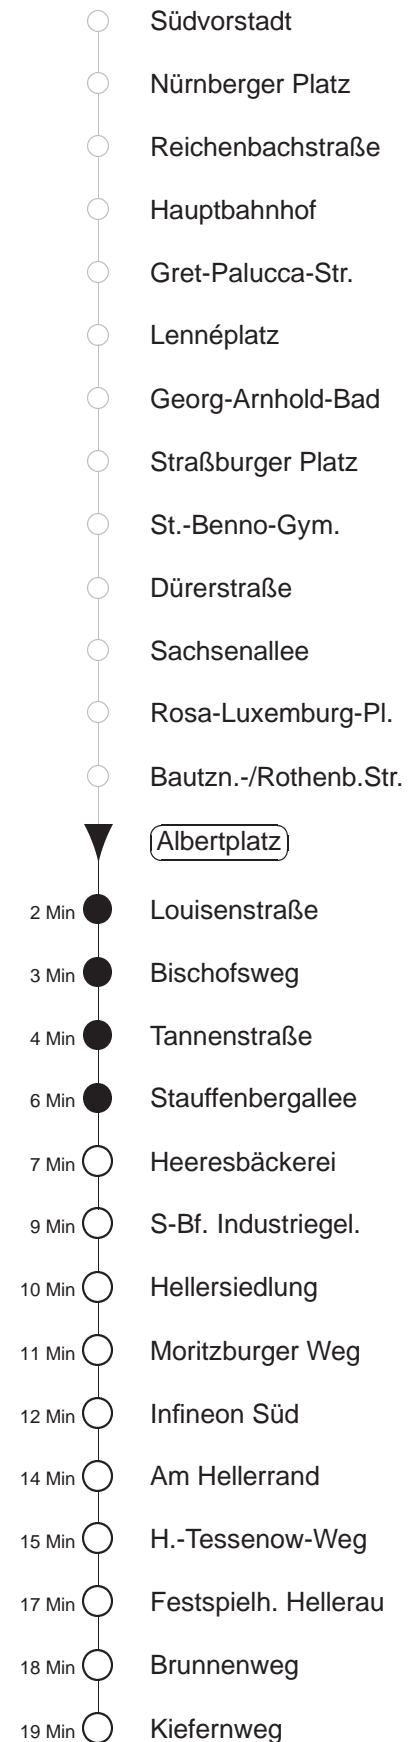 Südvorstadt
Nürnberger Platz
Reichenbachstraße
Hauptbahnhof
Gret-Palucca-Str.
Lennéplatz
Georg-Arnhold-Bad
Straßburger Platz
St.-Benno-Gym.
Dürerstraße
Sachsenallee
Rosa-Luxemburg-Pl.
Bautzn.-/Rothenb.Str.
Albertplatz
2 Min Louisenstraße
3 Min Bischofsweg
4 Min Tannenstraße
6 Min Stauffenbergallee
7 Min Heeresbäckerei
9 Min S-Bf. Industriegel.
10 Min Hellersiedlung
11 Min Moritzburger Weg
12 Min Infineon Süd
14 Min Am Hellerrand
15 Min H.-Tessenow-Weg
17 Min Festspielh. Hellerau
18 Min Brunnenweg
19 Min Kiefernweg